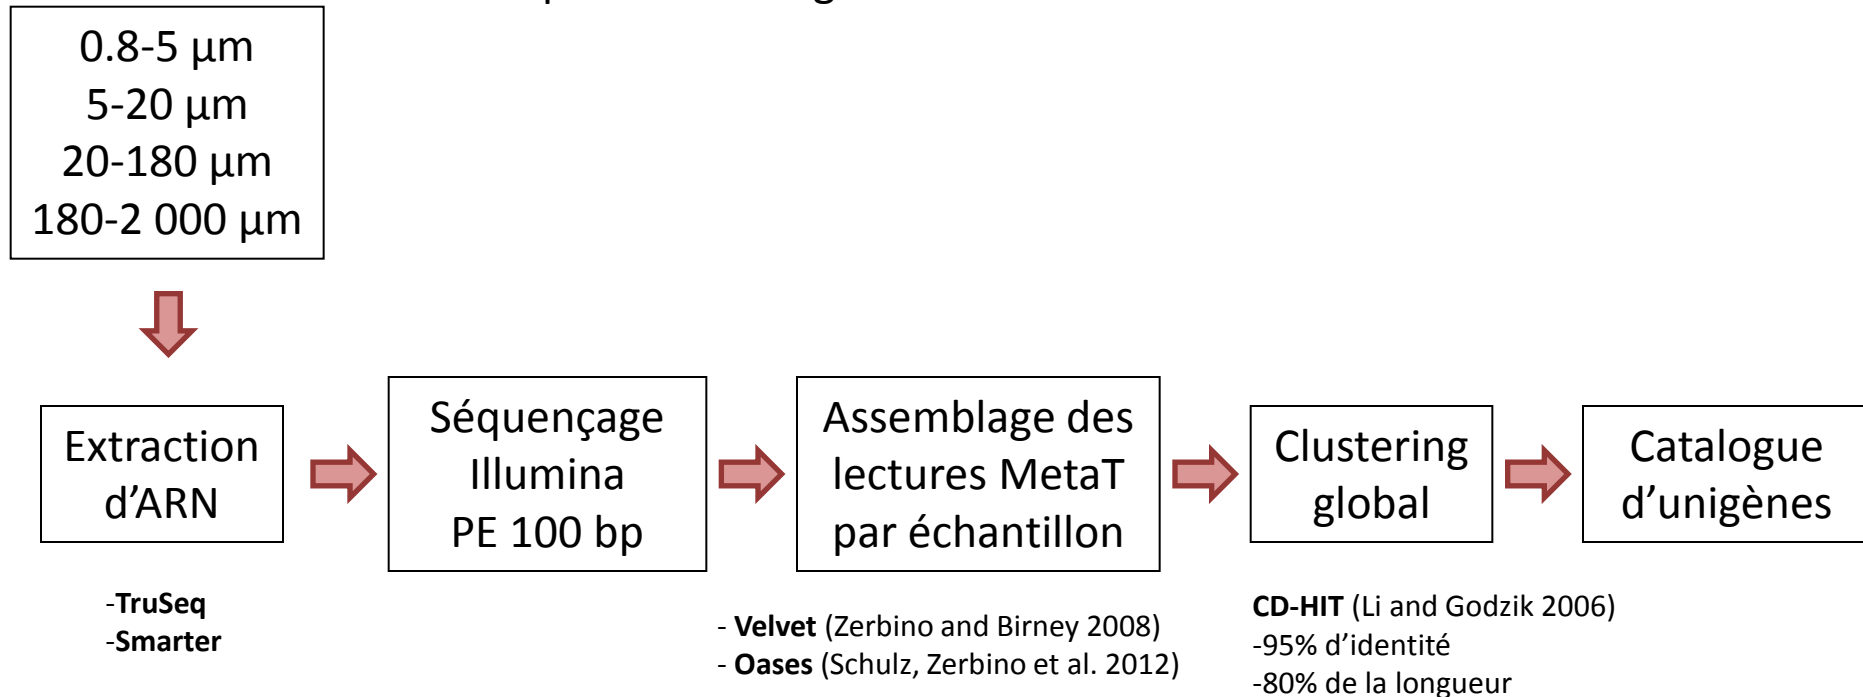 0.8-5 µm
5-20 µm
20-180 µm
180-2 000 µm
Extraction
d’ARN
Séquençage
Illumina
PE 100 bp
Assemblage des
lectures MetaT
par échantillon
Clustering
global
Catalogue
d’unigènes
-TruSeq
-Smarter
- Velvet (Zerbino and Birney 2008)
- Oases (Schulz, Zerbino et al. 2012)
CD-HIT (Li and Godzik 2006)
-95% d’identité
-80% de la longueur